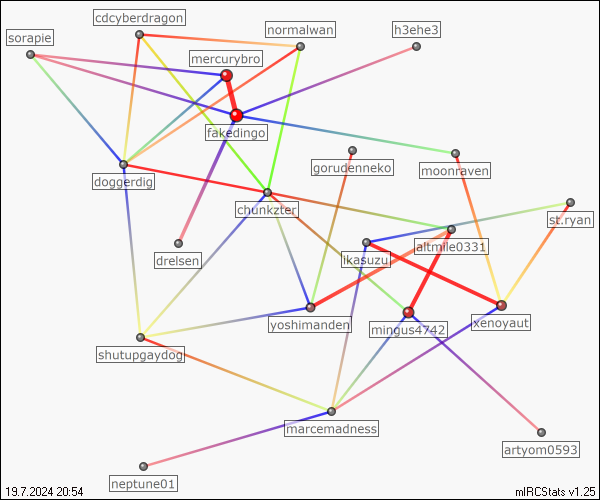 cdcyberdragon
normalwan
h3ehe3
sorapie
mercurybro
fakedingo
gorudenneko
moonraven
doggerdig
chunkzter
st.ryan
drelsen
ikasuzu
altmile0331
yoshimanden
mingus4742
xenoyaut
shutupgaydog
marcemadness
artyom0593
neptune01
19.7.2024 20:54
mIRCStats v1.25